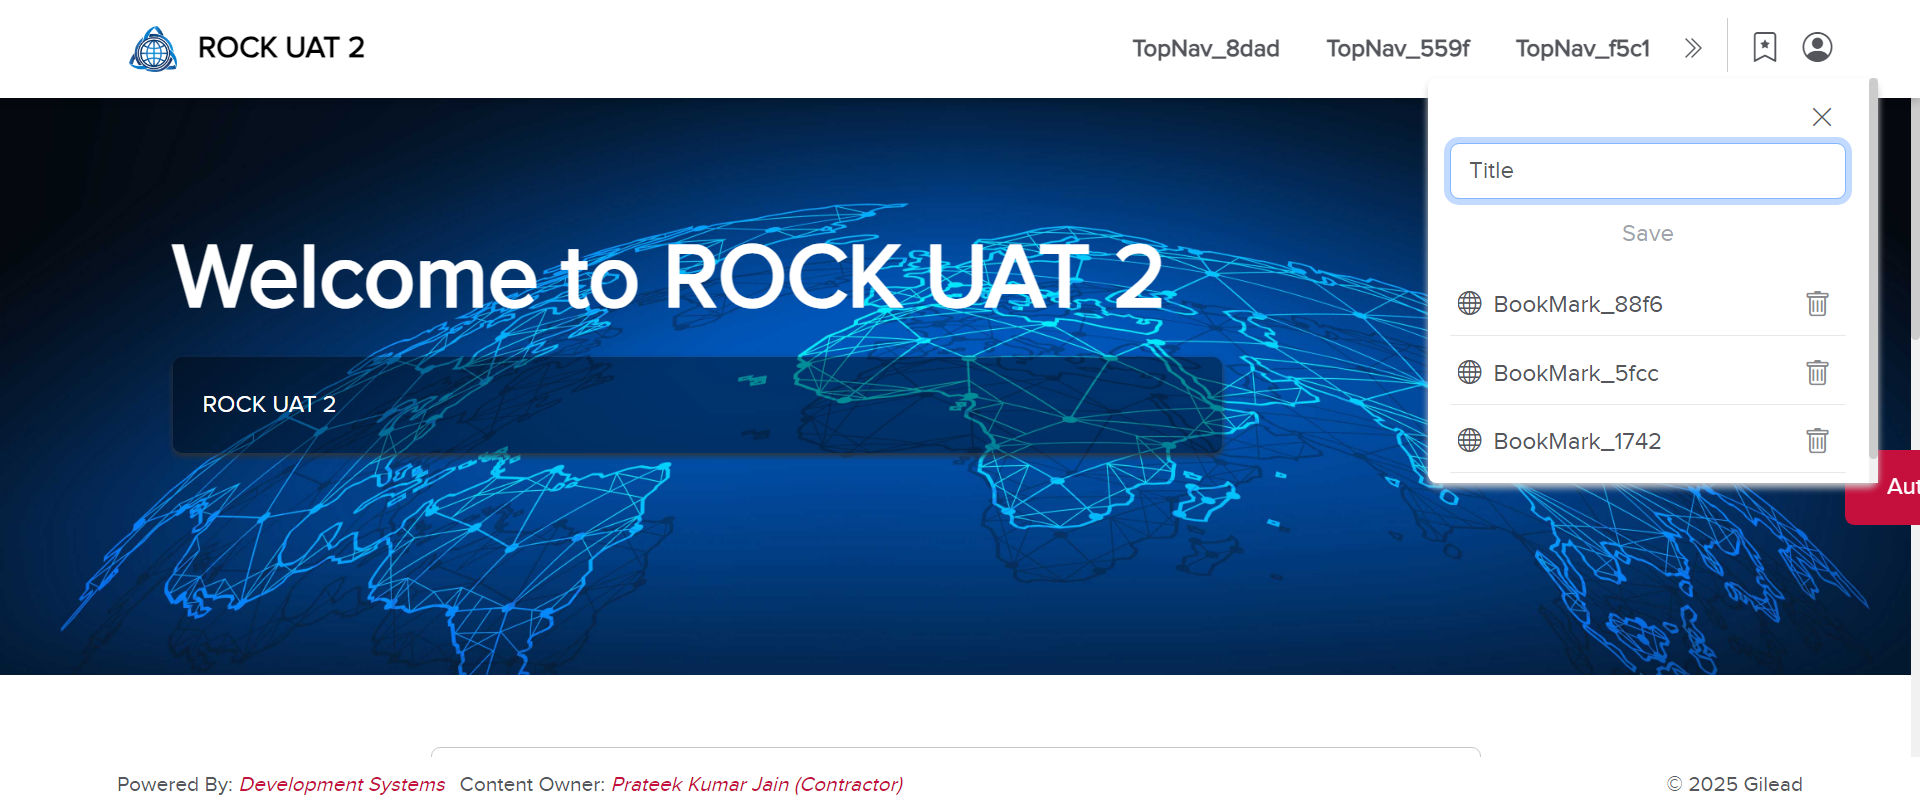 ROCK UAT 2
TopNav_8dad TopNav_559f TopNav_f5c1
Title
Save
BookMark_88f6
BookMark_5fcc
BookMark_1742
Welcome to ROCK UAT 2
ROCK UAT 2
Aut
Powered By: Development Systems Content Owner: Prateek Kumar Jain (Contractor)
© 2025 Gilead